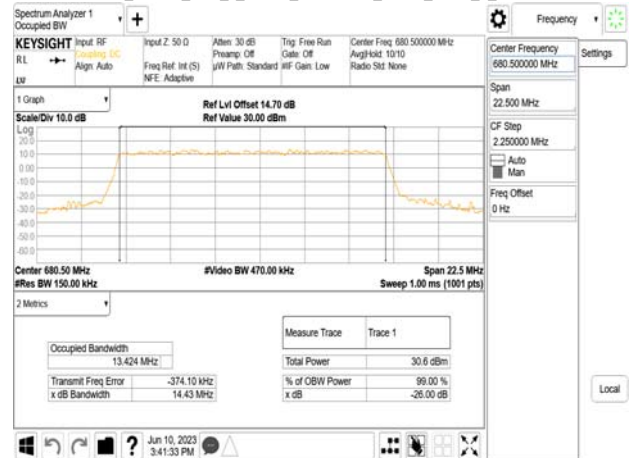 Spectrum Analyzer 1
Occupied BW
Frequency
KEYSIGHT
RL
Input: RF
Coupling: DC
Align: Auto
Input Z: 50 Ω
Freq Ref: Int (S)
NFE: Adaptive
Atten: 30 dB
Preamp: Off
µW Path: Standard
Trig: Free Run
Gate: Off
#IF Gain: Low
Center Freq: 680.500000 MHz
Avg|Hold: 10/10
Radio Std: None
Center Frequency
680.500000 MHz
Settings
Span
22.500 MHz
CF Step
2.250000 MHz
Auto
Man
Freq Offset
0 Hz
Local
1 Graph
Scale/Div 10.0 dB
Ref Lvl Offset 14.70 dB
Ref Value 30.00 dBm
Log
20.0
10.0
0.00
-10.0
-20.0
-30.0
-40.0
-50.0
-60.0
Center 680.50 MHz
#Video BW 470.00 kHz
Span 22.5 MHz
#Res BW 150.00 kHz
Sweep 1.00 ms (1001 pts)
2 Metrics
Measure Trace Trace 1
Occupied Bandwidth
13.424 MHz
Total Power 30.6 dBm
Transmit Freq Error -374.10 kHz
% of OBW Power 99.00 %
x dB Bandwidth 14.43 MHz
x dB -26.00 dB
?
Jun 10, 2023
3:41:33 PM